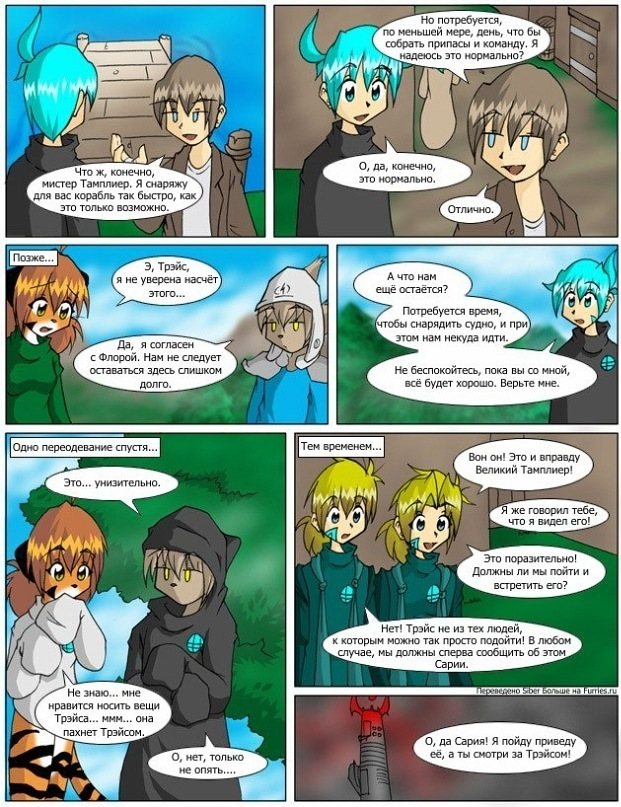 Что ж, конечно,
мистер Тамплиер. Я снаряжу
для вас корабль так быстро, как
это только возможно.
Но потребуется,
по меньшей мере, день, что бы
собрать припасы и команду. Я
надеюсь это нормально?
О, да, конечно,
это нормально.
Отлично.
Позже...
Э, Трэйс,
я не уверена насчёт
этого...
Да, я согласен
с Флорой. Нам не следует
оставаться здесь слишком
долго.
А что нам
ещё остаётся?
Потребуется время,
чтобы снарядить судно, и при
этом нам некуда идти.
Не беспокойтесь, пока вы со мной,
всё будет хорошо. Верьте мне.
Одно переодевание спустя...
Это... унизительно.
Не знаю... мне
нравится носить вещи
Трэйса... ммм... она
пахнет Трэйсом.
О, нет, только
не опять....
Тем временем...
Вон он! Это и вправду
Великий Тамплиер!
Я же говорил тебе,
что я видел его!
Это поразительно!
Должны ли мы пойти и
встретить его?
Нет! Трэйс не из тех людей,
к которым можно так просто подойти! В любом
случае, мы должны сперва сообщить об этом
Сарии.
Переведено Siber Больше на Furries.ru
О, да Сария! Я пойду приведу
её, а ты смотри за Трэйсом!